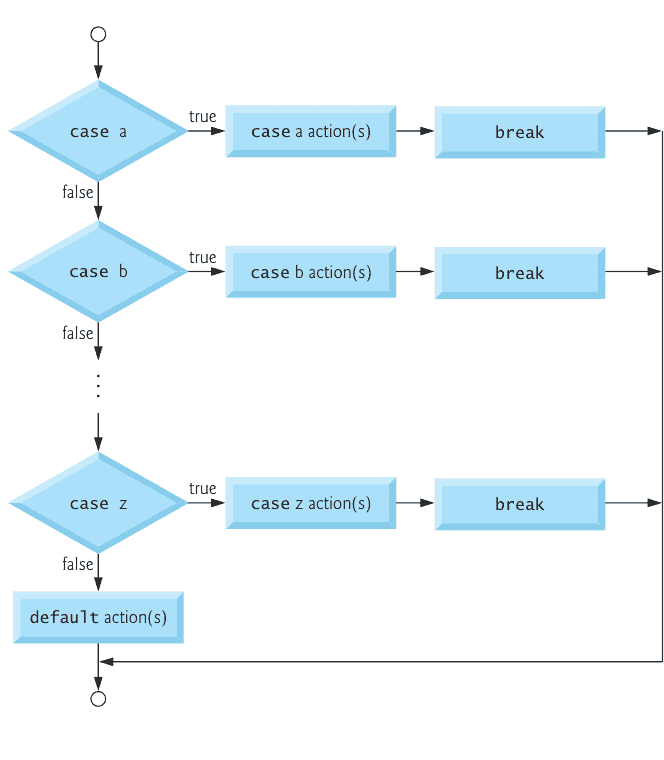 case a
true
case a action(s)
break
false
case b
true
case b action(s)
break
false
case z
true
case z action(s)
break
false
default action(s)